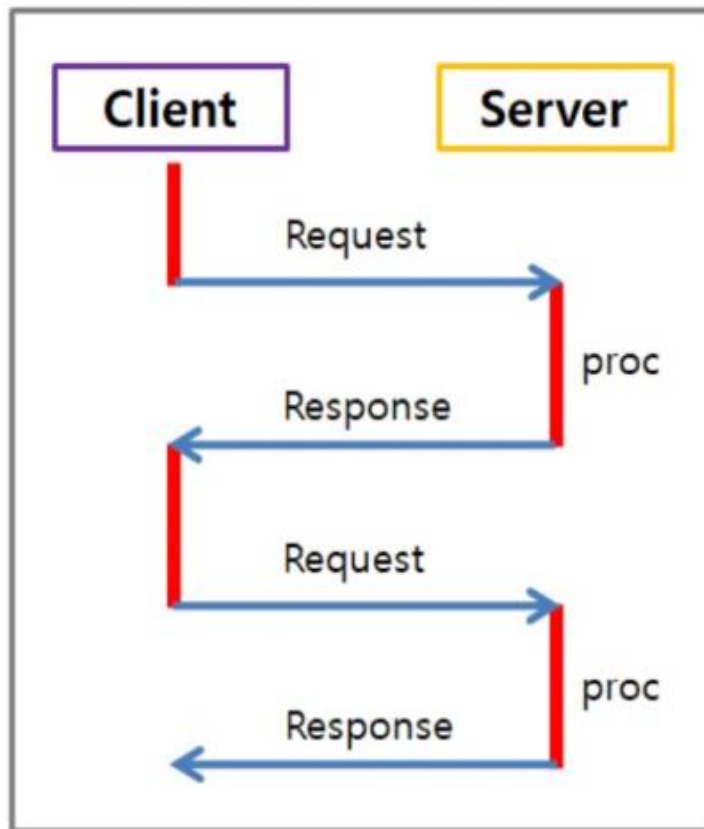 Client
Server
Request
proc
Response
Request
proc
Response